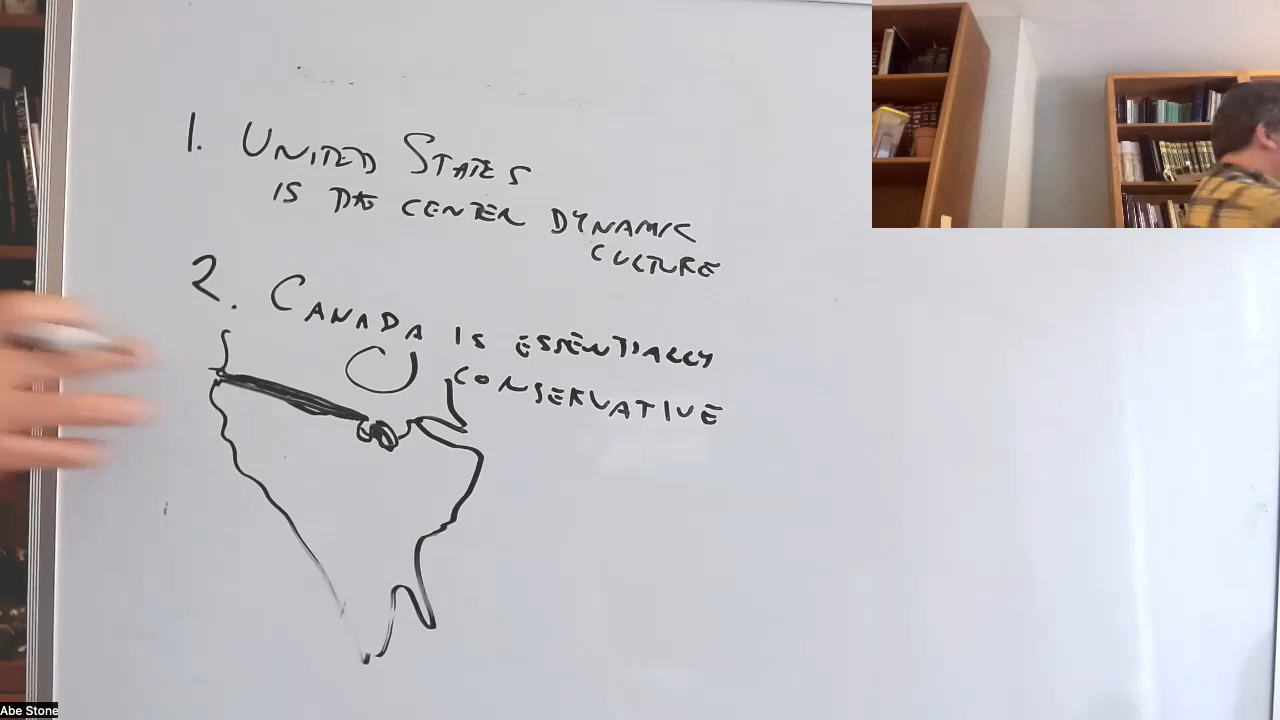 1. UNITED STATES
IS THE CENTER DYNAMIC
CULTURE
2. CANADA IS ESSENTIALLY
CONSERVATIVE
Abe Stone